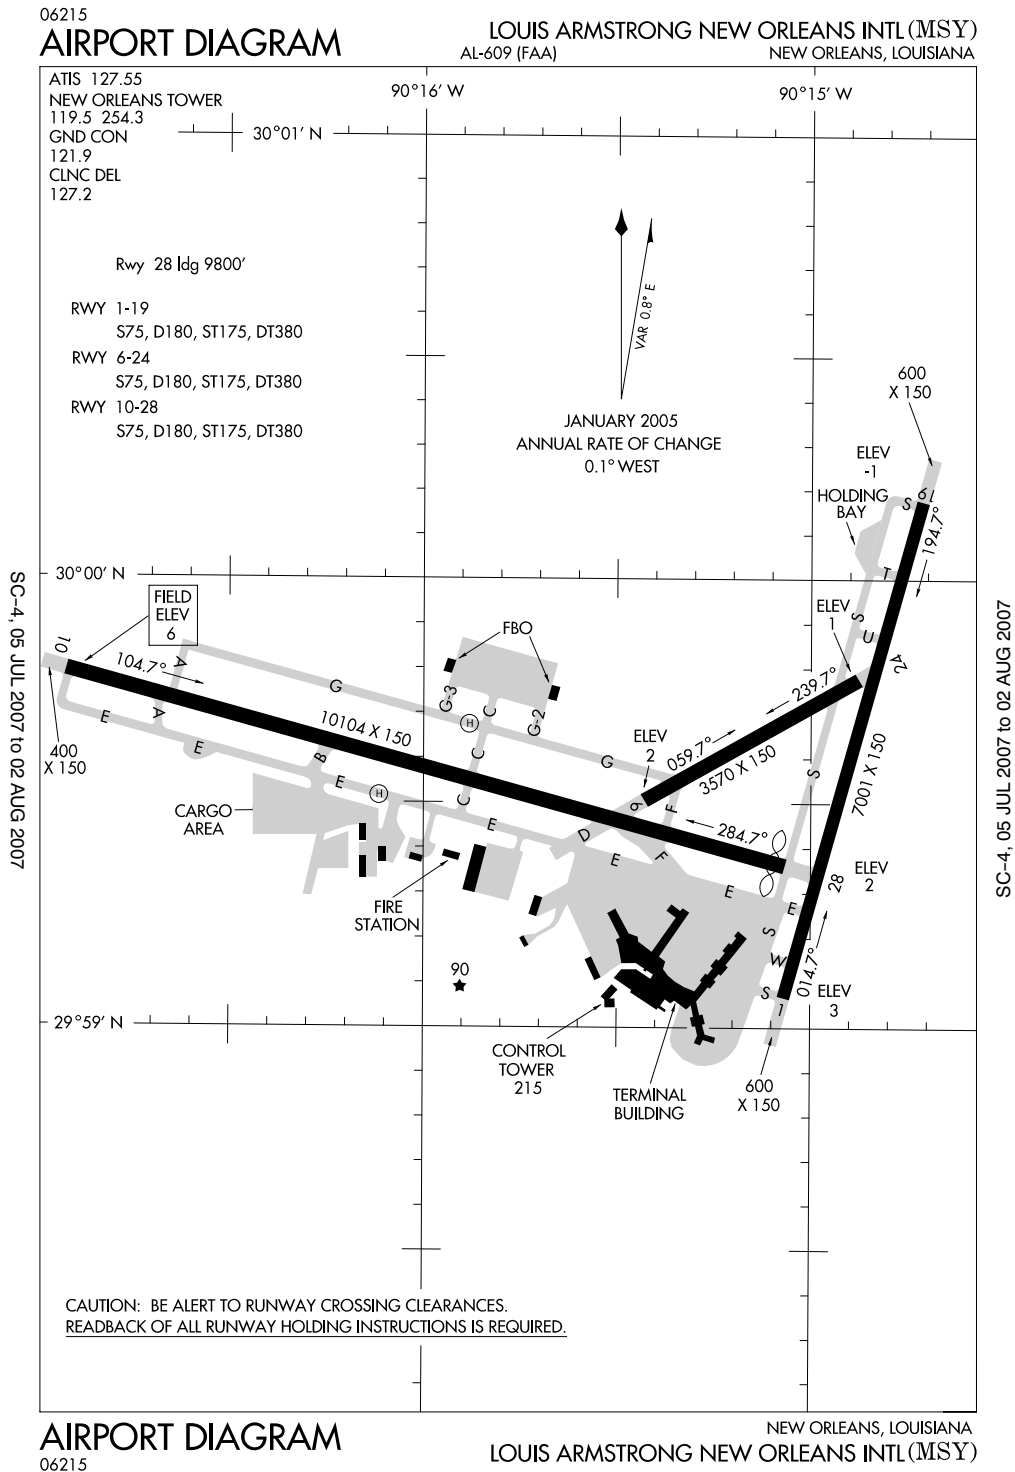 06215
AIRPORT DIAGRAM
LOUIS ARMSTRONG NEW ORLEANS INTL (MSY)
AL-609 (FAA)
NEW ORLEANS, LOUISIANA
ATIS 127.55
NEW ORLEANS TOWER
119.5 254.3
GND CON
121.9
CLNC DEL
127.2
90°16' W
90°15' W
30°01' N
Rwy 28 ldg 9800'
RWY 1-19
S75, D180, ST175, DT380
RWY 6-24
S75, D180, ST175, DT380
RWY 10-28
S75, D180, ST175, DT380
VAR 0.8° E
JANUARY 2005
ANNUAL RATE OF CHANGE
0.1° WEST
600
X 150
ELEV
-1
HOLDING
BAY
S
19
194.7°
T
30°00' N
FIELD
ELEV
6
FBO
ELEV
1
S
U
24
10
104.7°
A
G
G-3
C
G-2
H
239.7°
10104 X 150
ELEV
2
059.7°
3570 X 150
400
X 150
E
A
E
B
E
H
C
C
G
S
7001 X 150
CARGO
AREA
E
D
6
F
284.7°
E
F
E
28
ELEV
2
FIRE
STATION
E
S
W
S
014.7°
1
ELEV
3
90
29°59' N
CONTROL
TOWER
215
TERMINAL
BUILDING
600
X 150
CAUTION: BE ALERT TO RUNWAY CROSSING CLEARANCES.
READBACK OF ALL RUNWAY HOLDING INSTRUCTIONS IS REQUIRED.
SC-4, 05 JUL 2007 to 02 AUG 2007
SC-4, 05 JUL 2007 to 02 AUG 2007
AIRPORT DIAGRAM
06215
NEW ORLEANS, LOUISIANA
LOUIS ARMSTRONG NEW ORLEANS INTL (MSY)